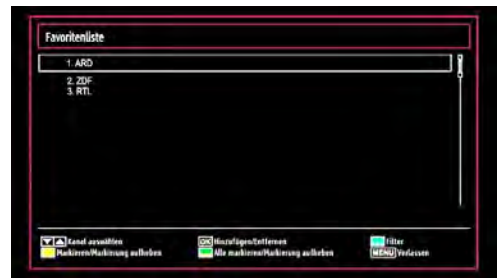 Favoritenliste
1. ARD
2. ZDF
3. RTL
Kanal auswählen
OK Hinzufügen/Entfernen
Filter
Markieren/Markierung aufheben
Alle markieren/Markierung aufheben
MENU Verlassen